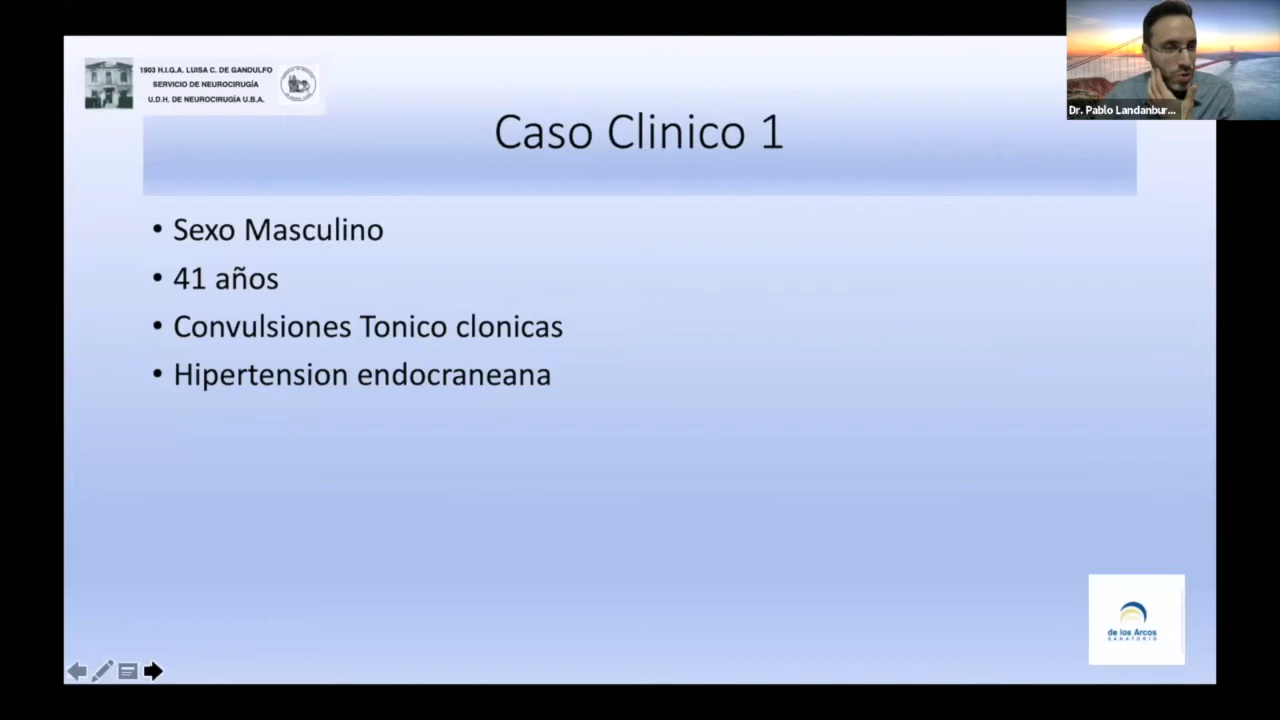 1903 H.I.G.A. LUISA C. DE GANDULFO
SERVICIO DE NEUROCIRUGÍA
U.D.H. DE NEUROCIRUGÍA U.B.A.
Dr. Pablo Landanbur...
Caso Clinico 1
• Sexo Masculino
• 41 años
• Convulsiones Tonico clonicas
• Hipertension endocraneana
de los Arcos
SANATORIO